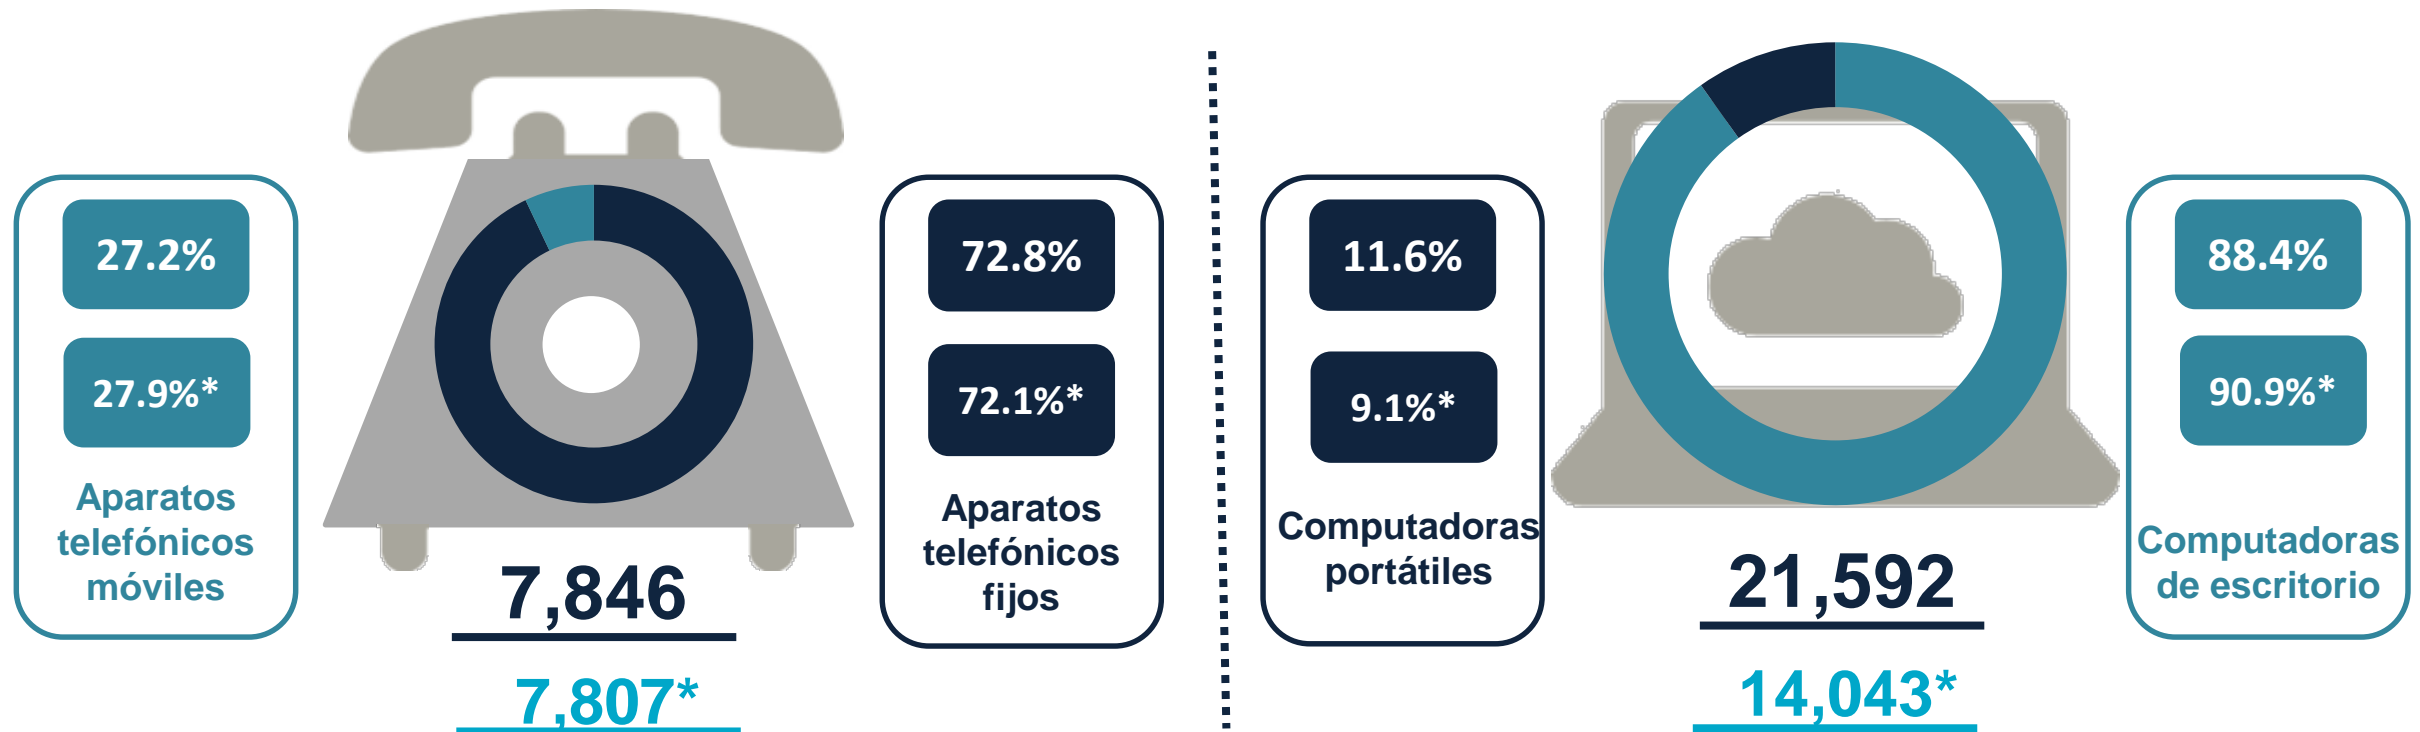 27.2%
27.9%*
Aparatos
telefónicos
móviles
7,846
7,807*
72.8%
72.1%*
Aparatos
telefónicos
fijos
11.6%
9.1%*
Computadoras
portátiles
21,592
14,043*
88.4%
90.9%*
Computadoras
de escritorio